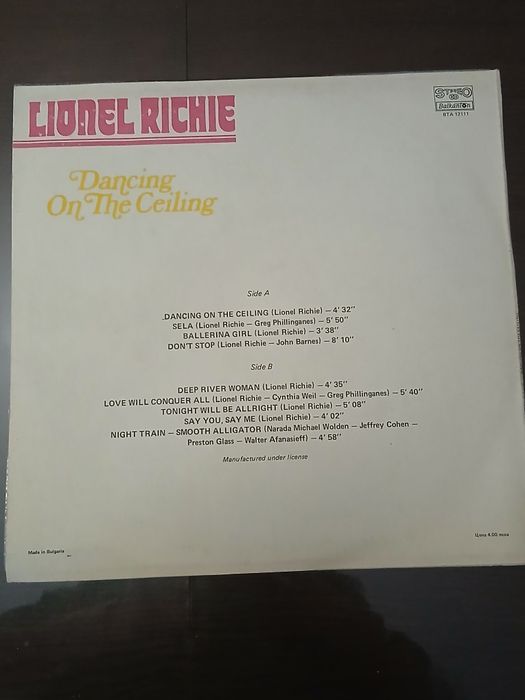 LIONEL RICHIE
STEREO
Balkanton
BTA 12111
Dancing
On The Ceiling
Side A
DANCING ON THE CEILING (Lionel Richie) – 4' 32"
SELA (Lionel Richie – Greg Phillinganes) – 5' 50"
BALLERINA GIRL (Lionel Richie) – 3' 38"
DON'T STOP (Lionel Richie – John Barnes) – 8' 10"
Side B
DEEP RIVER WOMAN (Lionel Richie) – 4' 35"
LOVE WILL CONQUER ALL (Lionel Richie – Cynthia Weil – Greg Phillinganes) – 5' 40"
TONIGHT WILL BE ALLRIGHT (Lionel Richie) – 5' 08"
SAY YOU, SAY ME (Lionel Richie) – 4' 02"
NIGHT TRAIN – SMOOTH ALLIGATOR (Narada Michael Wolden – Jeffrey Cohen –
Preston Glass – Walter Afanasieff) – 4' 58"
Manufactured under license
Цена 4.00 лева
Made in Bulgaria